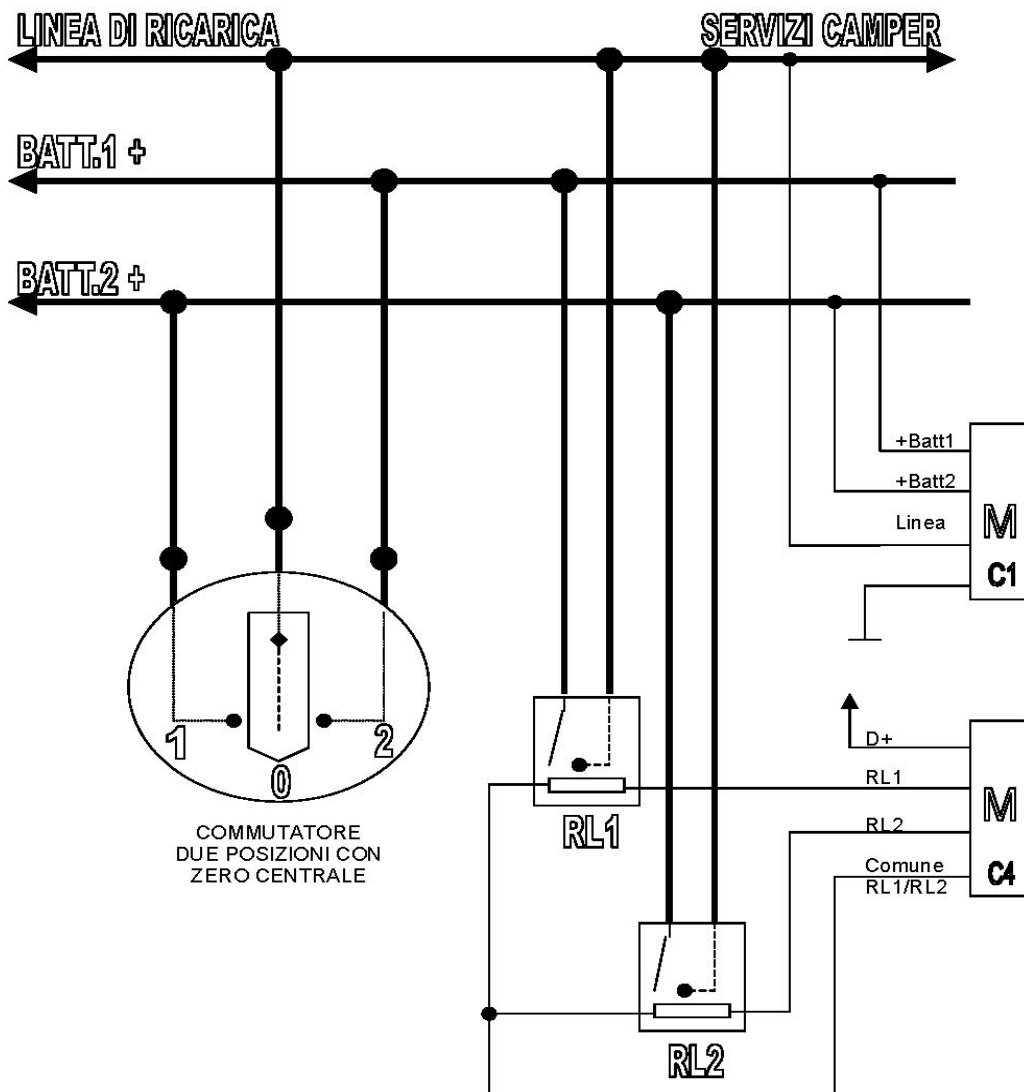 LINEA DI RICARICA
SERVIZI CAMPER
BATT.1 +
BATT.2 +
+Batt1
+Batt2
Linea
M
C1
1
0
2
COMMUTATORE
DUE POSIZIONI CON
ZERO CENTRALE
RL1
D+
RL1
RL2
Comune
RL1/RL2
M
C4
RL2